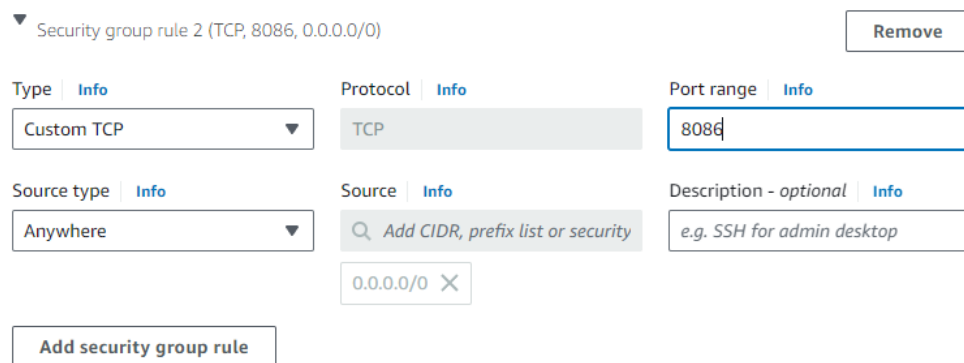 Security group rule 2 (TCP, 8086, 0.0.0.0/0)
Remove
Type Info
Protocol Info
Port range Info
Custom TCP
TCP
8086
Source type Info
Source Info
Description - optional Info
Anywhere
Add CIDR, prefix list or security
e.g. SSH for admin desktop
0.0.0.0/0
Add security group rule